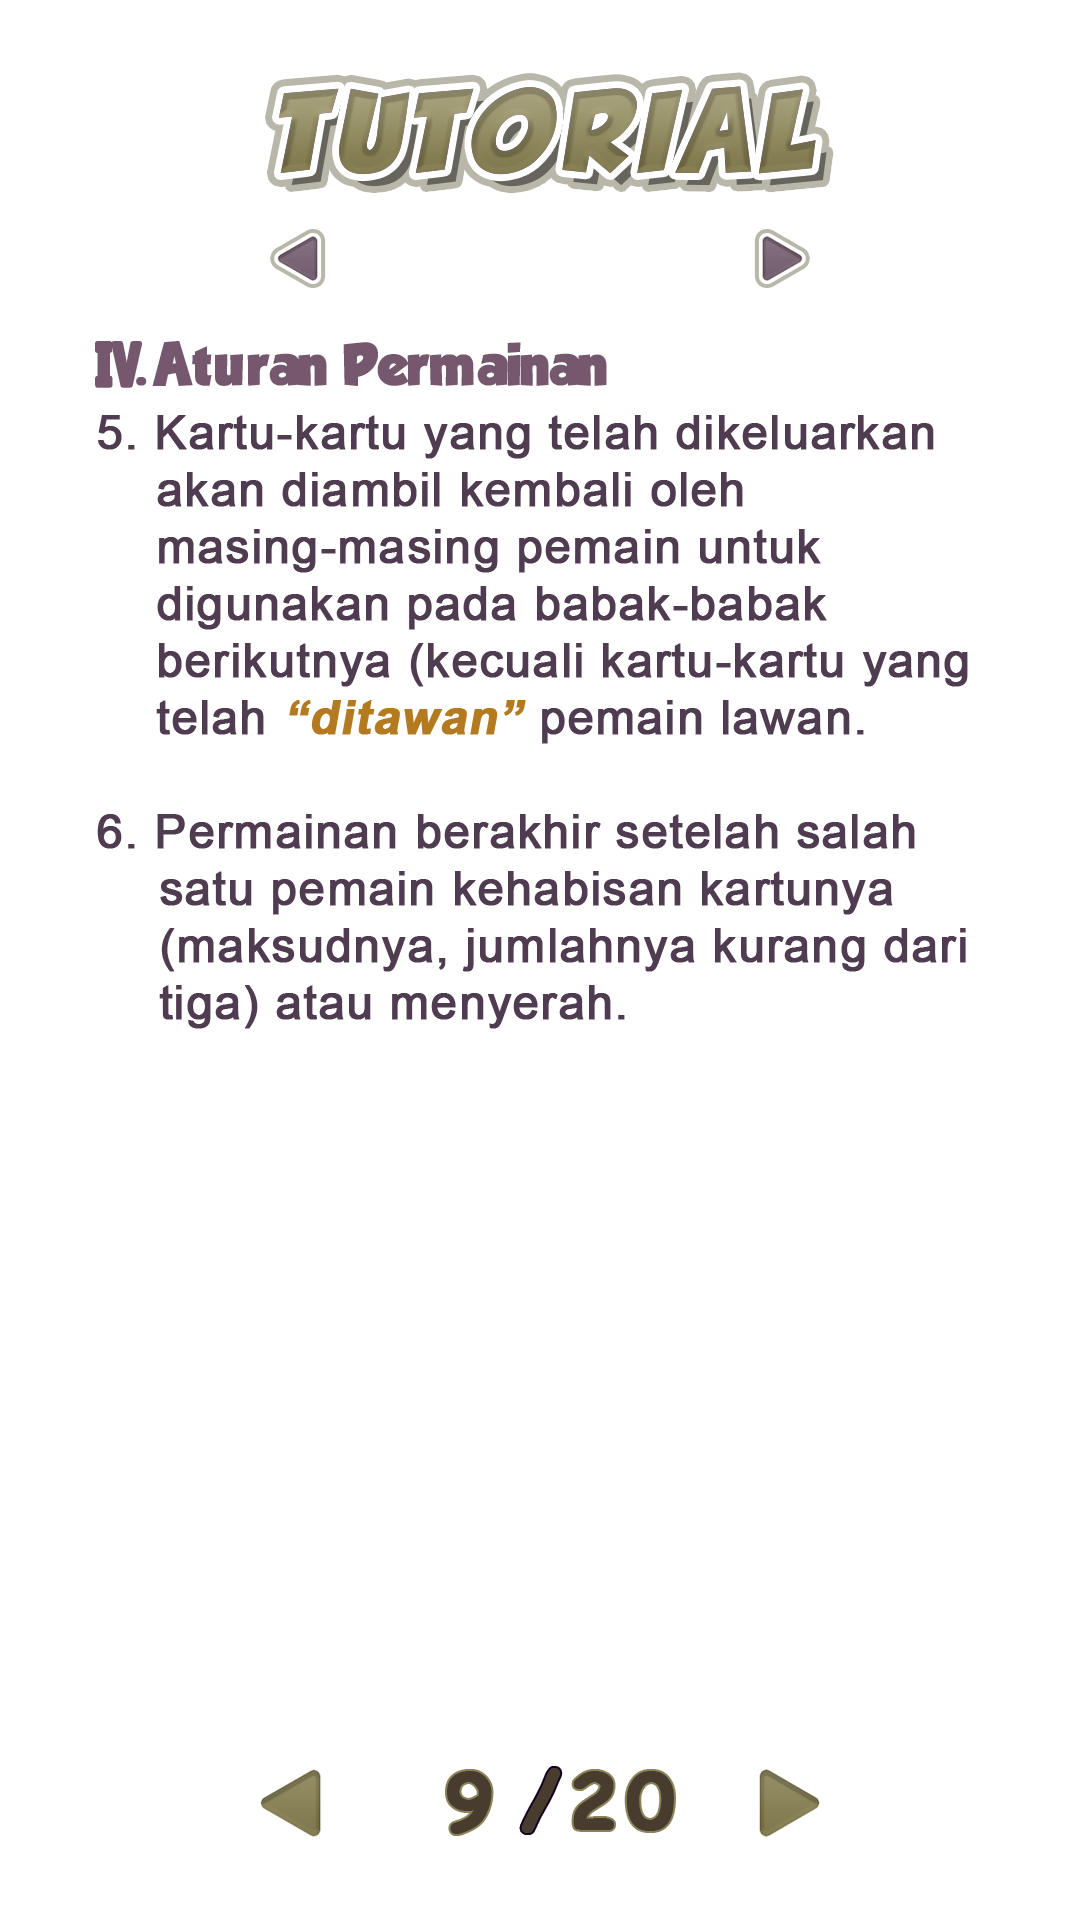 TUTORIAL
IV. Aturan Permainan
5. Kartu-kartu yang telah dikeluarkan
akan diambil kembali oleh
masing-masing pemain untuk
digunakan pada babak-babak
berikutnya (kecuali kartu-kartu yang
telah “ditawan” pemain lawan.
6. Permainan berakhir setelah salah
satu pemain kehabisan kartunya
(maksudnya, jumlahnya kurang dari
tiga) atau menyerah.
9 /20